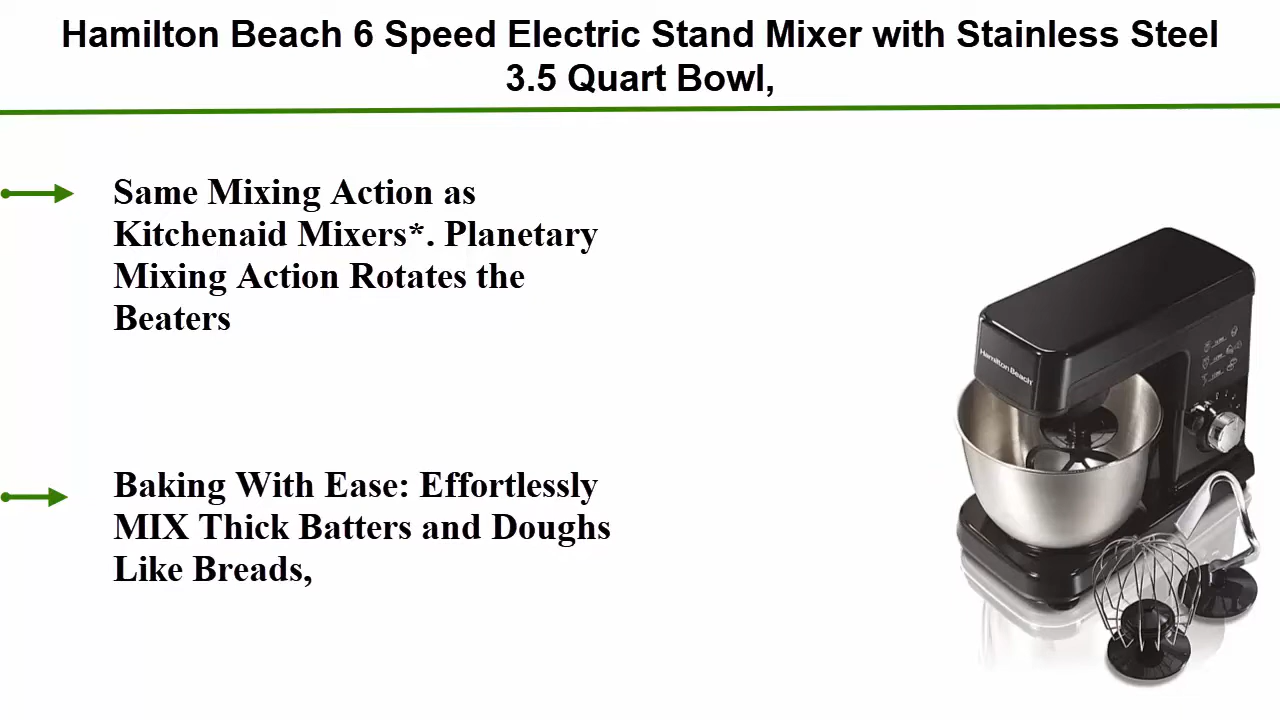 Hamilton Beach 6 Speed Electric Stand Mixer with Stainless Steel
3.5 Quart Bowl,
Same Mixing Action as
Kitchenaid Mixers*. Planetary
Mixing Action Rotates the
Beaters
Hamilton Beach
Baking With Ease: Effortlessly
MIX Thick Batters and Doughs
Like Breads,